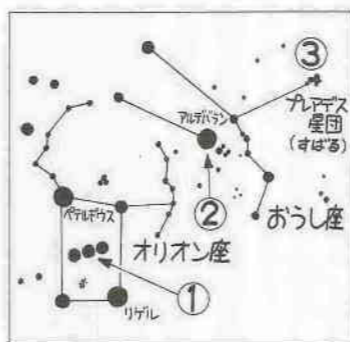 ③
プレアデス
星団
(すばる)
アルデバラン
②
おうし座
ベテルギウス
オリオン座
①
リゲル